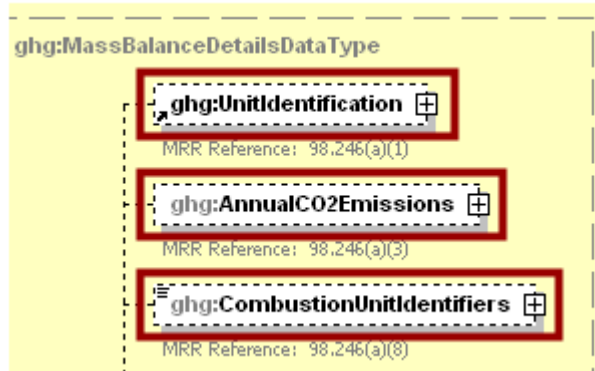 ghg:MassBalanceDetailsDataType
ghg:UnitIdentification
MRR Reference: 98.246(a)(1)
ghg:AnnualCO2Emissions
MRR Reference: 98.246(a)(3)
ghg:CombustionUnitIdentifiers
MRR Reference: 98.246(a)(8)